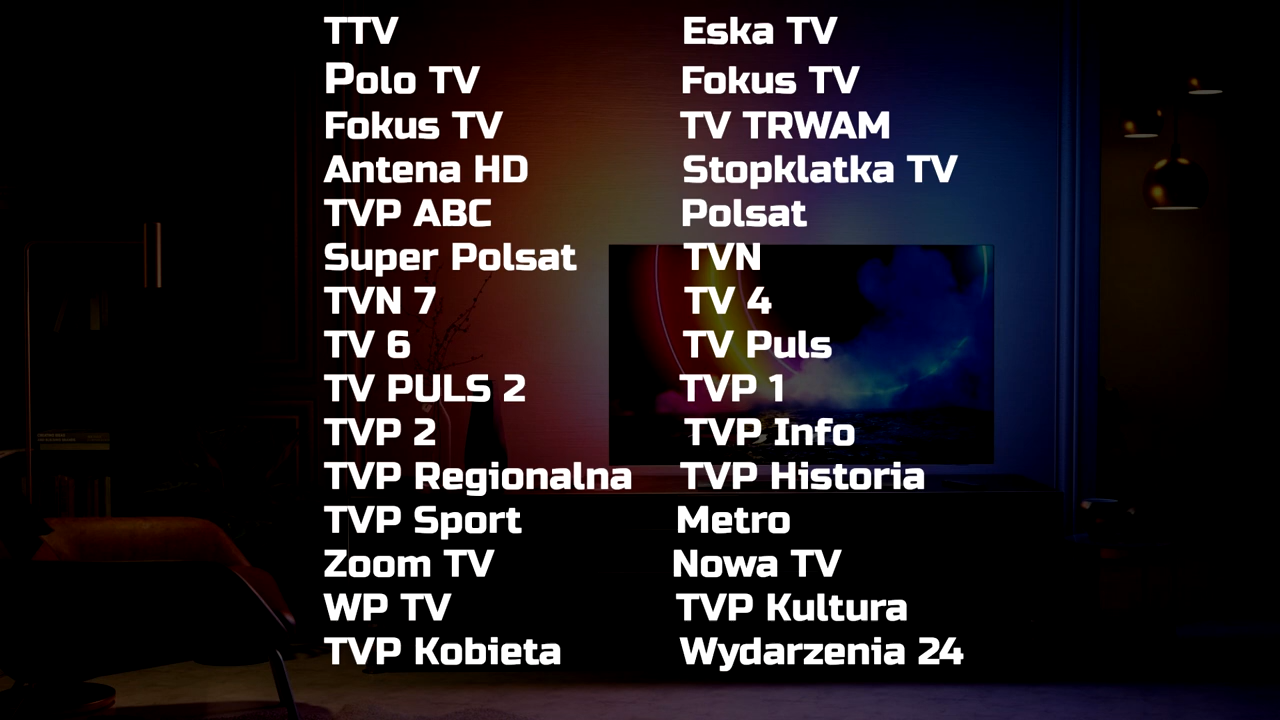 TTV
Polo TV
Fokus TV
Antena HD
TVP ABC
Super Polsat
TVN 7
TV 6
TV PULS 2
TVP 2
TVP Regionalna
TVP Sport
Zoom TV
WP TV
TVP Kobieta
Eska TV
Fokus TV
TV TRWAM
Stopklatka TV
Polsat
TVN
TV 4
TV Puls
TVP 1
TVP Info
TVP Historia
Metro
Nowa TV
TVP Kultura
Wydarzenia 24